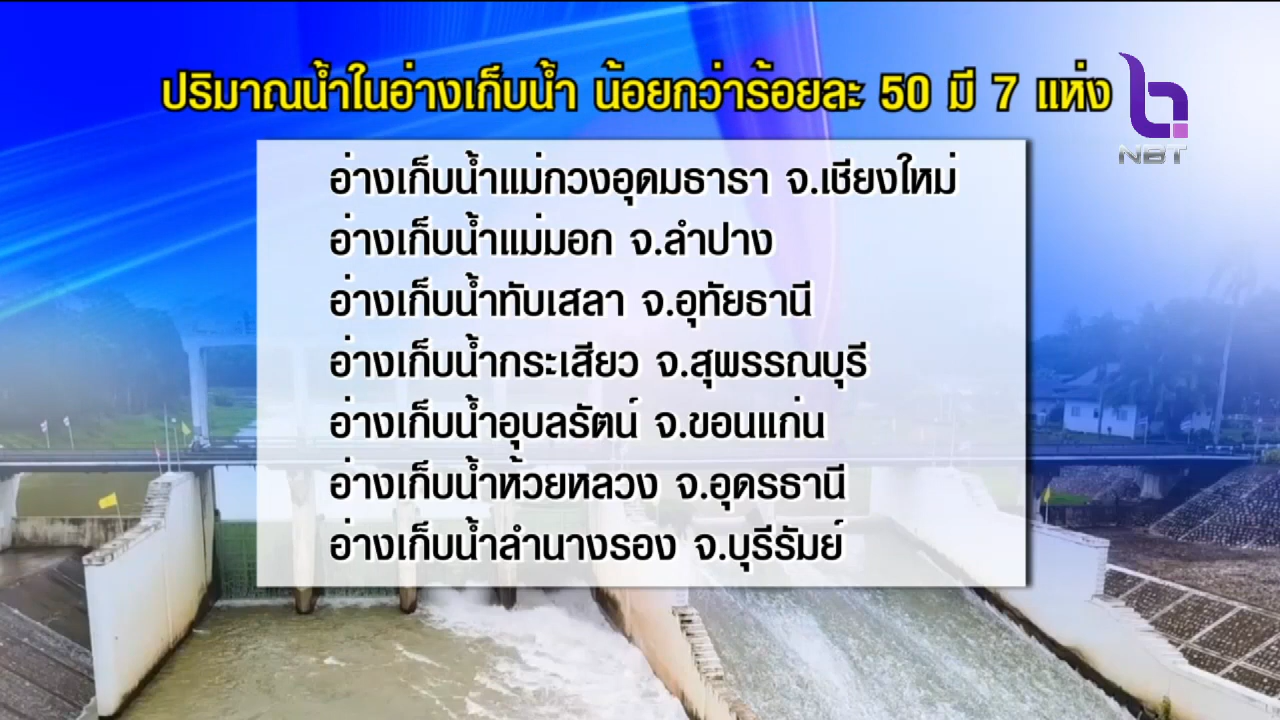 ปริมาณน้ำในอ่างเก็บน้ำ น้อยกว่าร้อยละ 50 มี 7 แห่ง
NBT
อ่างเก็บน้ำแม่กวงอุดมธารา จ.เชียงใหม่
อ่างเก็บน้ำแม่มอก จ.ลำปาง
อ่างเก็บน้ำทับเสลา จ.อุทัยธานี
อ่างเก็บน้ำกระเสียว จ.สุพรรณบุรี
อ่างเก็บน้ำอุบลรัตน์ จ.ขอนแก่น
อ่างเก็บน้ำห้วยหลวง จ.อุดรธานี
อ่างเก็บน้ำลำนางรอง จ.บุรีรัมย์